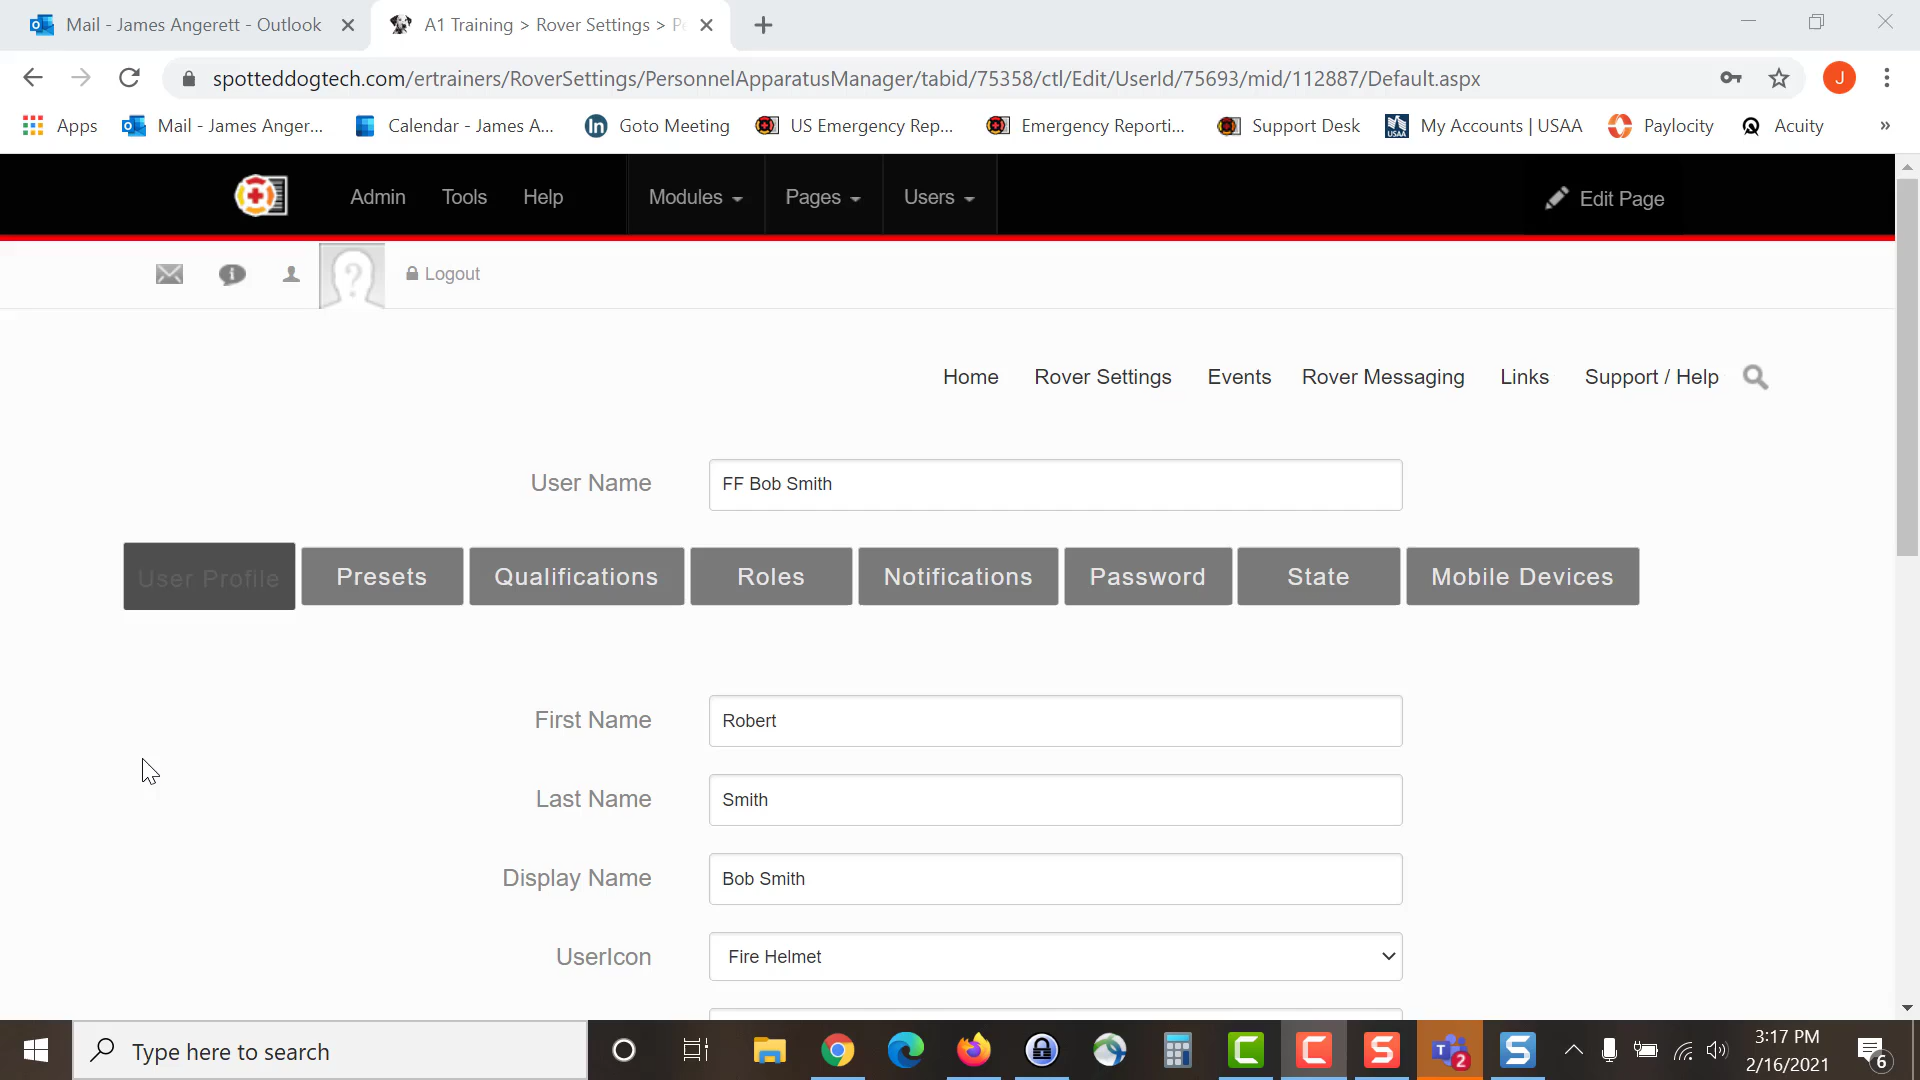 Mail - James Angerett - Outlook
A1 Training > Rover Settings > Pe
spotteddogtech.com/ertrainers/RoverSettings/PersonnelApparatusManager/tabid/75358/ctl/Edit/UserId/75693/mid/112887/Default.aspx
J
Apps
Mail - James Anger...
Calendar - James A...
Goto Meeting
US Emergency Rep...
Emergency Reporti...
Support Desk
My Accounts | USAA
Paylocity
Acuity
»
Admin
Tools
Help
Modules
Pages
Users
Edit Page
Logout
Home
Rover Settings
Events
Rover Messaging
Links
Support / Help
User Name
FF Bob Smith
User Profile
Presets
Qualifications
Roles
Notifications
Password
State
Mobile Devices
First Name
Robert
Last Name
Smith
Display Name
Bob Smith
UserIcon
Fire Helmet
Type here to search
2
3:17 PM
2/16/2021
6